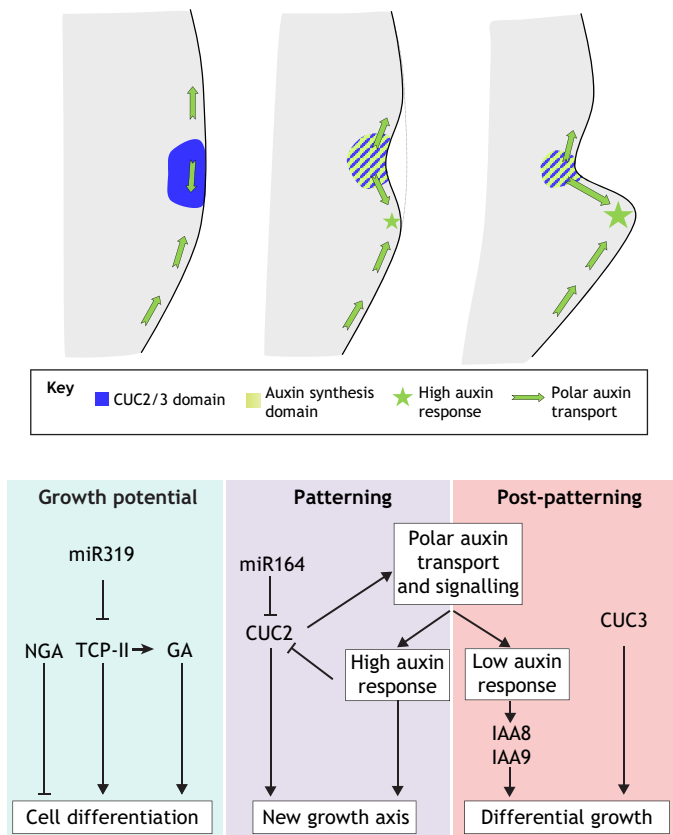 Key
CUC2/3 domain
Auxin synthesis
domain
High auxin
response
Polar auxin
transport
Growth potential
Patterning
Post-patterning
miR319
miR164
Polar auxin
transport
and signalling
NGA
TCP-II
GA
CUC2
CUC3
High auxin
response
Low auxin
response
IAA8
IAA9
Cell differentiation
New growth axis
Differential growth